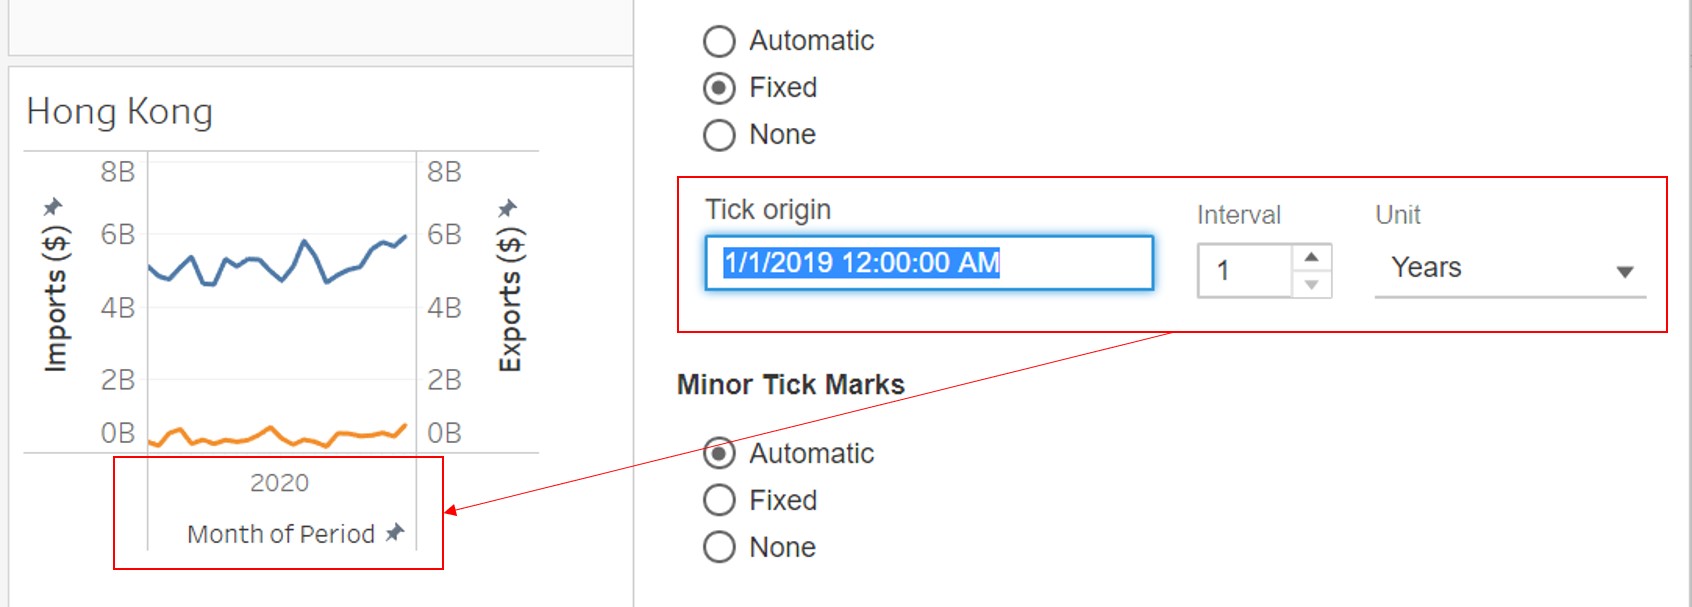 Hong Kong
8B
6B
4B
2B
0B
Imports ($)
8B
6B
4B
2B
0B
Exports ($)
2020
Month of Period
Automatic
Fixed
None
Tick origin
1/1/2019 12:00:00 AM
Interval
1
Unit
Years
Minor Tick Marks
Automatic
Fixed
None